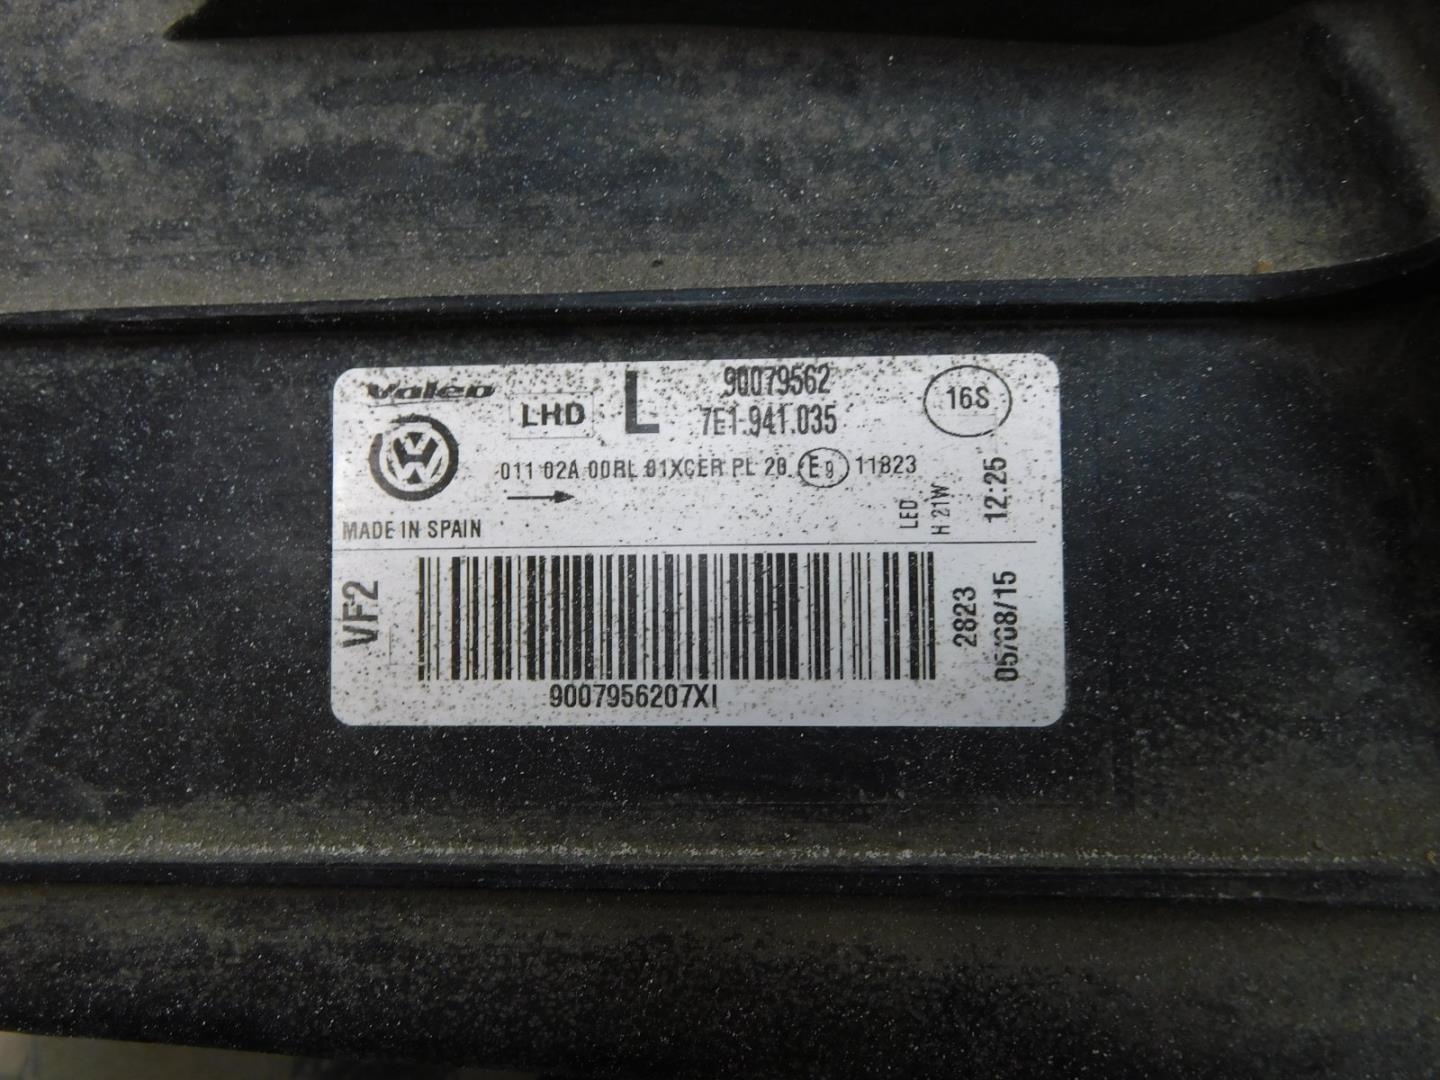 Valeo
LHD
L
90079562
7E1.941.035
16S
011 02A 00RL 01XCER PL 20 E9 11823
MADE IN SPAIN
LED
H 21W
12:25
VF2
9007956207XI
2823
05/08/15